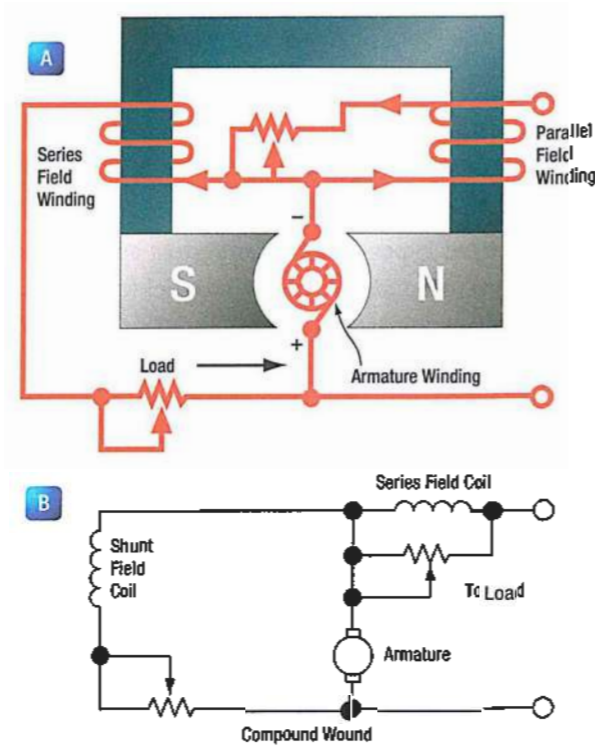 A
Series
Field
Winding
Parallel
Field
Winding
−
S
N
+
Load
Armature Winding
B
Series Field Coil
Shunt
Field
Coil
To Load
Armature
Compound Wound